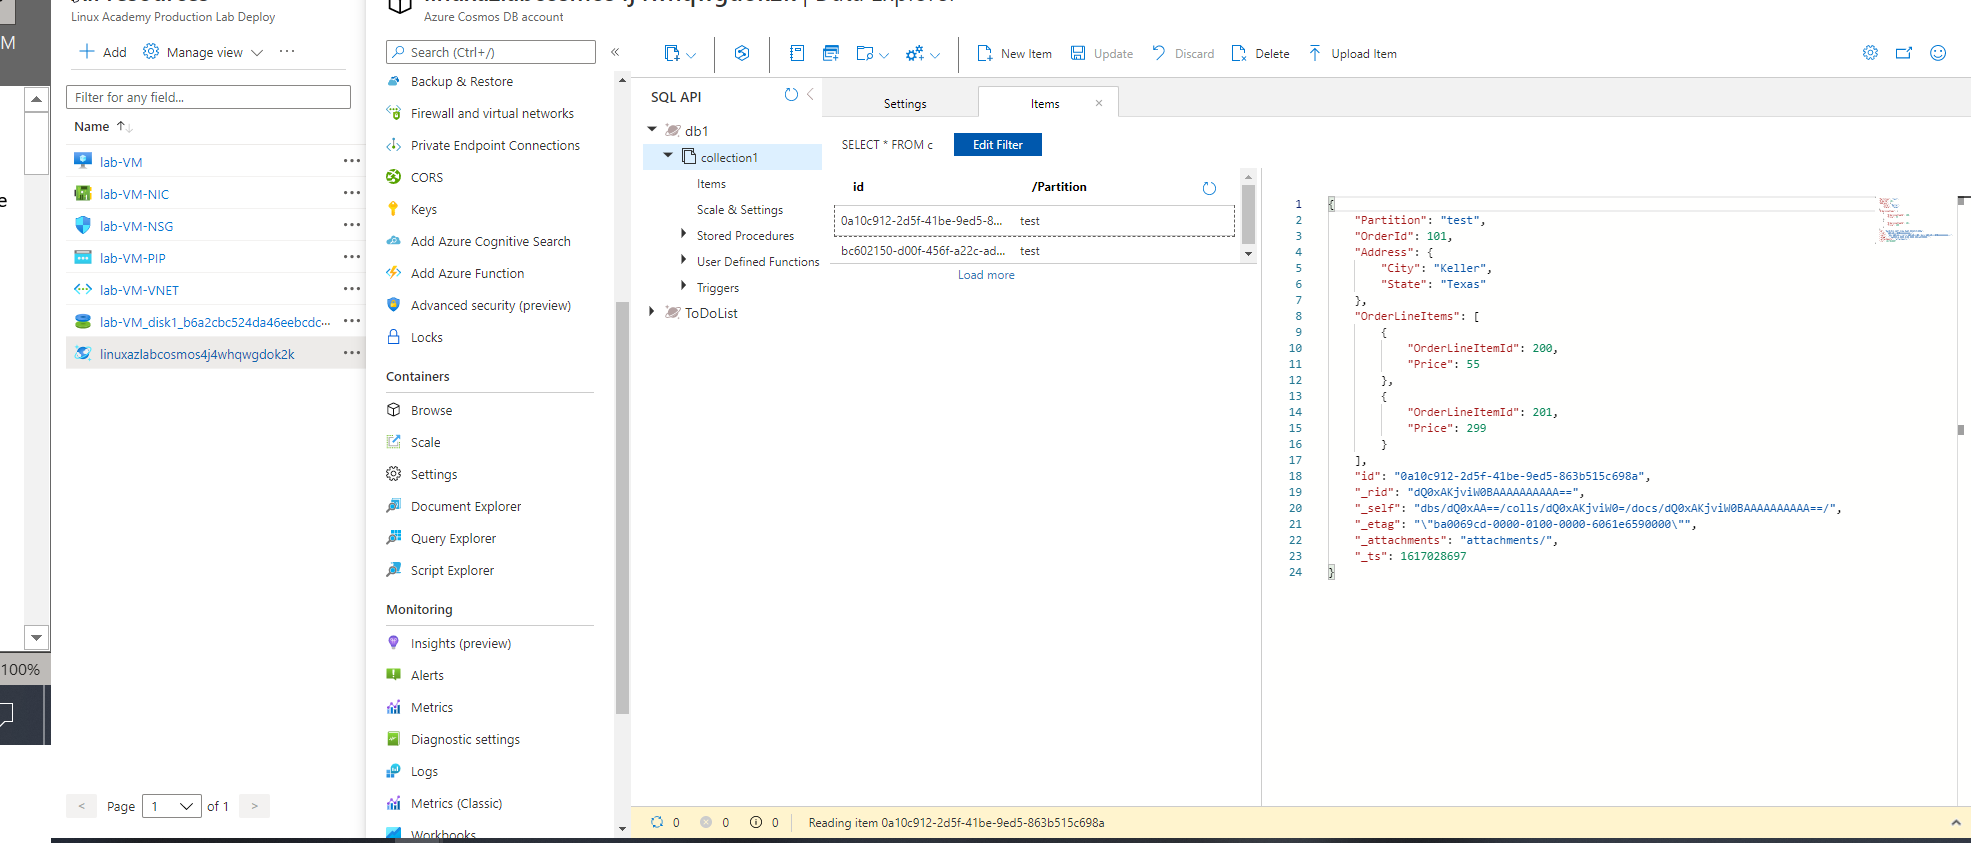 Linux Academy Production Lab Deploy
Add
Manage view
Filter for any field...
Name
lab-VM
lab-VM-NIC
lab-VM-NSG
lab-VM-PIP
lab-VM-VNET
lab-VM_disk1_b6a2cbc524da46eebcdc...
linuxazlabcosmos4j4whqwgdok2k
< Page 1 of 1 >
M
e
100%
| Data Explorer
Azure Cosmos DB account
Search (Ctrl+/)
Backup & Restore
Firewall and virtual networks
Private Endpoint Connections
CORS
Keys
Add Azure Cognitive Search
Add Azure Function
Advanced security (preview)
Locks
Containers
Browse
Scale
Settings
Document Explorer
Query Explorer
Script Explorer
Monitoring
Insights (preview)
Alerts
Metrics
Diagnostic settings
Logs
Metrics (Classic)
Workbooks
New Item
Update
Discard
Delete
Upload Item
SQL API
db1
collection1
Items
Scale & Settings
Stored Procedures
User Defined Functions
Triggers
ToDoList
Settings
Items
SELECT * FROM c
Edit Filter
id /Partition
0a10c912-2d5f-41be-9ed5-8... test
bc602150-d00f-456f-a22c-ad... test
Load more
1 {
2 "Partition": "test",
3 "OrderId": 101,
4 "Address": {
5 "City": "Keller",
6 "State": "Texas"
7 },
8 "OrderLineItems": [
9 {
10 "OrderLineItemId": 200,
11 "Price": 55
12 },
13 {
14 "OrderLineItemId": 201,
15 "Price": 299
16 }
17 ],
18 "id": "0a10c912-2d5f-41be-9ed5-863b515c698a",
19 "_rid": "dQ0xAKjviW0BAAAAAAAAAA==",
20 "_self": "dbs/dQ0xAA==/colls/dQ0xAKjviW0=/docs/dQ0xAKjviW0BAAAAAAAAAA==/",
21 "_etag": "\"ba0069cd-0000-0100-0000-6061e6590000\"",
22 "_attachments": "attachments/",
23 "_ts": 1617028697
24 }
0 0 0 Reading item 0a10c912-2d5f-41be-9ed5-863b515c698a